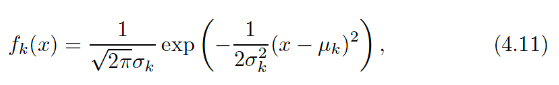 f_k(x) = \frac{1}{\sqrt{2\pi}\sigma_k} \exp\left(-\frac{1}{2\sigma_k^2}(x - \mu_k)^2\right), (4.11)